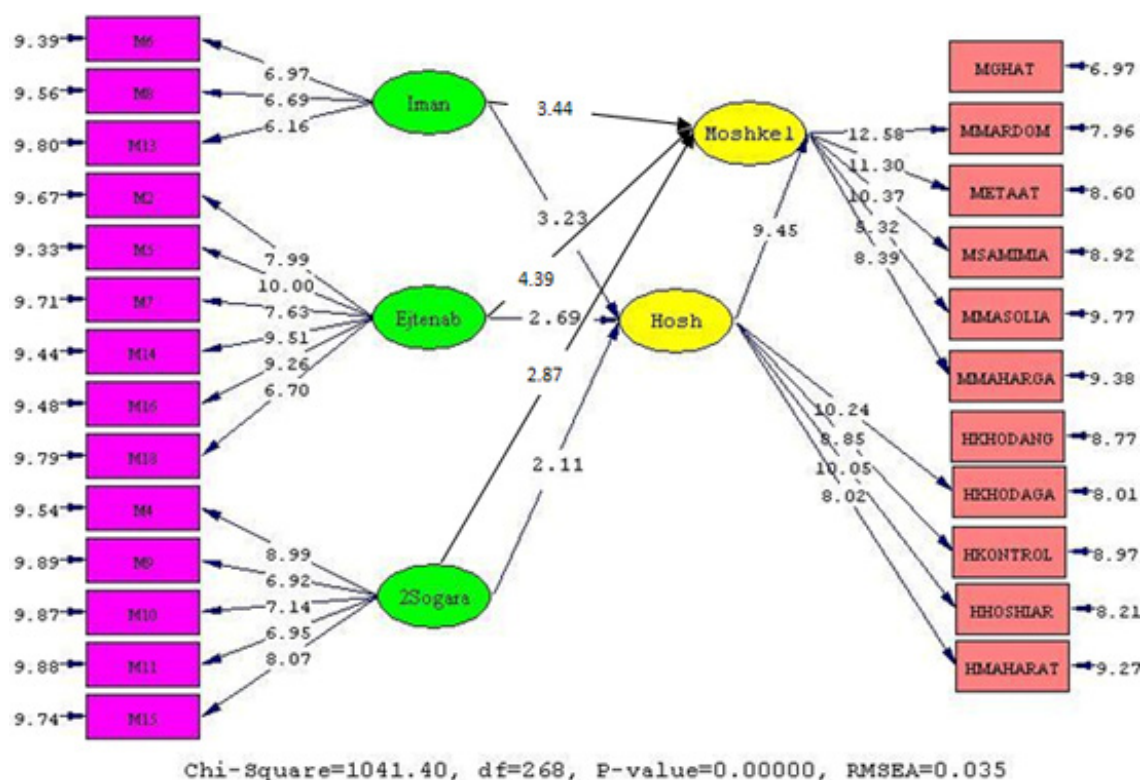 9.39
M6
9.56
M8
9.80
M13
9.67
M2
9.33
M5
9.71
M7
9.44
M14
9.48
M16
9.79
M18
9.54
M4
9.89
M9
9.87
M10
9.88
M11
9.74
M15
6.97
6.69
6.16
7.99
10.00
7.63
9.51
9.26
6.70
8.99
6.92
7.14
6.95
8.07
Iman
Ejtenab
2Sogara
3.44
3.23
4.39
2.69
2.87
2.11
Moshkel
Hosh
9.45
12.58
11.30
10.37
5.32
8.39
10.24
8.85
10.05
8.02
MGHAT
6.97
MMARDOM
7.96
METAAT
8.60
MSAMIMIA
8.92
MMASOLIA
9.77
MMAHARGA
9.38
HKHODANG
8.77
HKHODAGA
8.01
HKONTROL
8.97
HHOSHIAR
8.21
HMAHARAT
9.27
Chi-Square=1041.40, df=268, P-value=0.00000, RMSEA=0.035